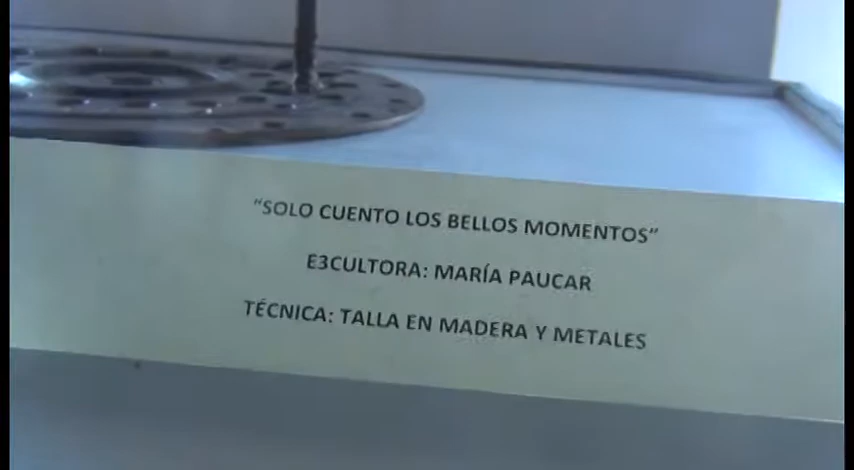 “SOLO CUENTO LOS BELLOS MOMENTOS”
E3CULTORA: MARÍA PAUCAR
TÉCNICA: TALLA EN MADERA Y METALES